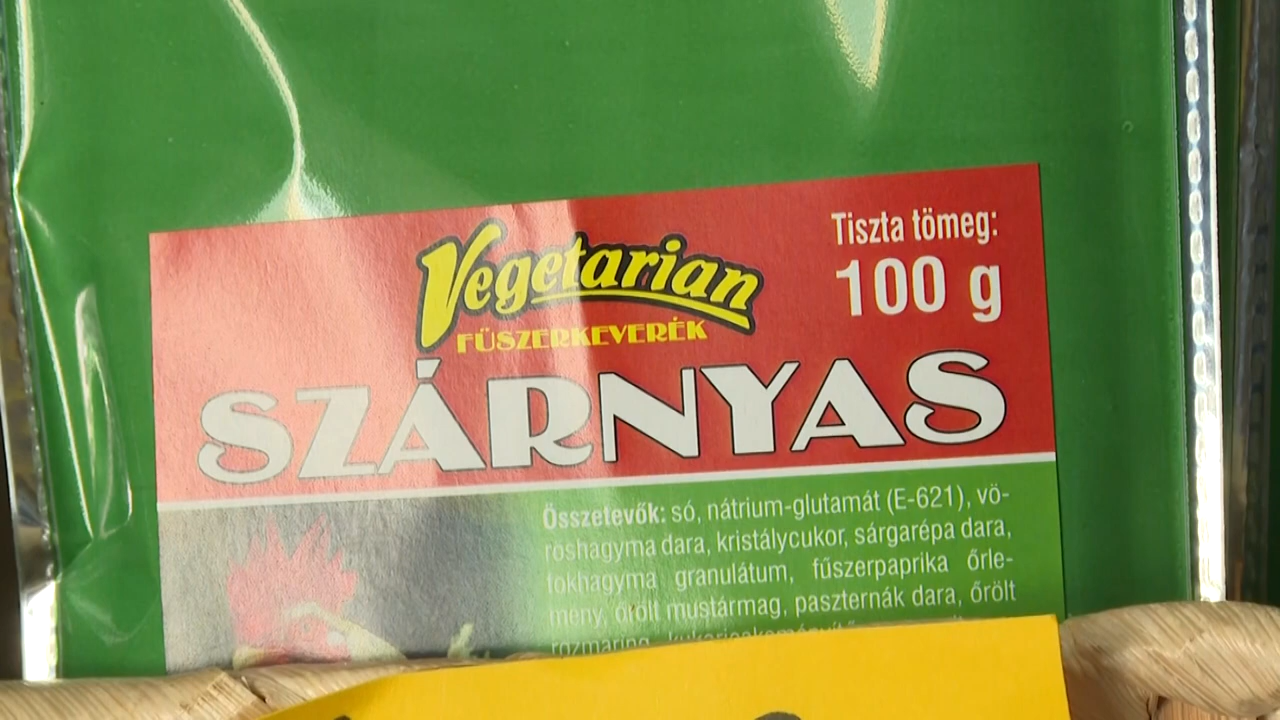 Tiszta tömeg:
100 g
Vegetarian
FŰSZERKEVERÉK
SZÁRNYAS
Összetevők: só, nátrium-glutamát (E-621), vö-
röshagyma dara, kristálycukor, sárgarépa dara,
fokhagyma granulátum, fűszerpaprika őrle-
mény, őrölt mustármag, paszternák dara, őrölt
rozmaring,